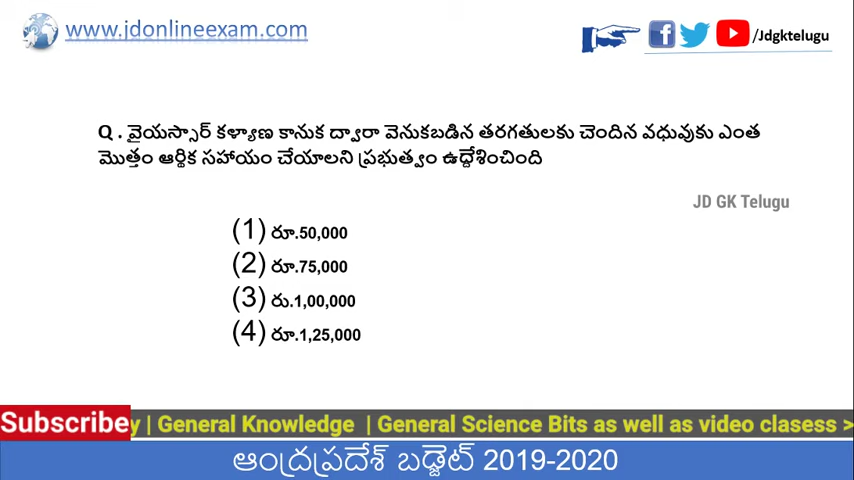 www.jdonlineexam.com
/Jdgktelugu
Q . వైయస్సార్ కళ్యాణ కానుక ద్వారా వెనుకబడిన తరగతులకు చెందిన వధువుకు ఎంత
మొత్తం ఆర్థిక సహాయం చేయాలని ప్రభుత్వం ఉద్దేశించింది
JD GK Telugu
(1) రూ.50,000
(2) రూ.75,000
(3) రు.1,00,000
(4) రూ.1,25,000
Subscribe y | General Knowledge | General Science Bits as well as video clasess >
ఆంధ్రప్రదేశ్ బడ్జెట్ 2019-2020